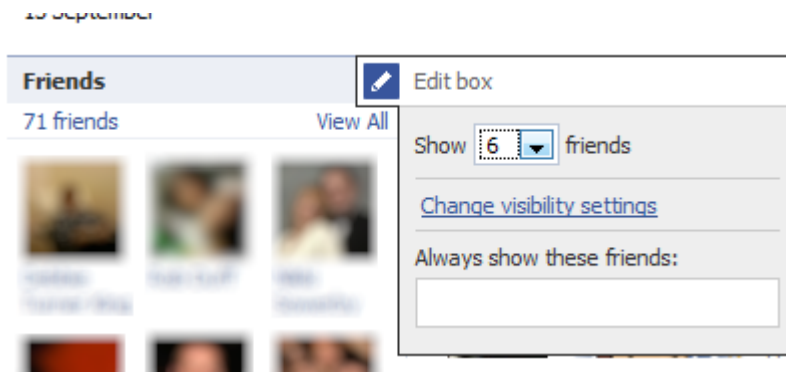 Friends
Edit box
71 friends
View All
Show 6 friends
Change visibility settings
Always show these friends: